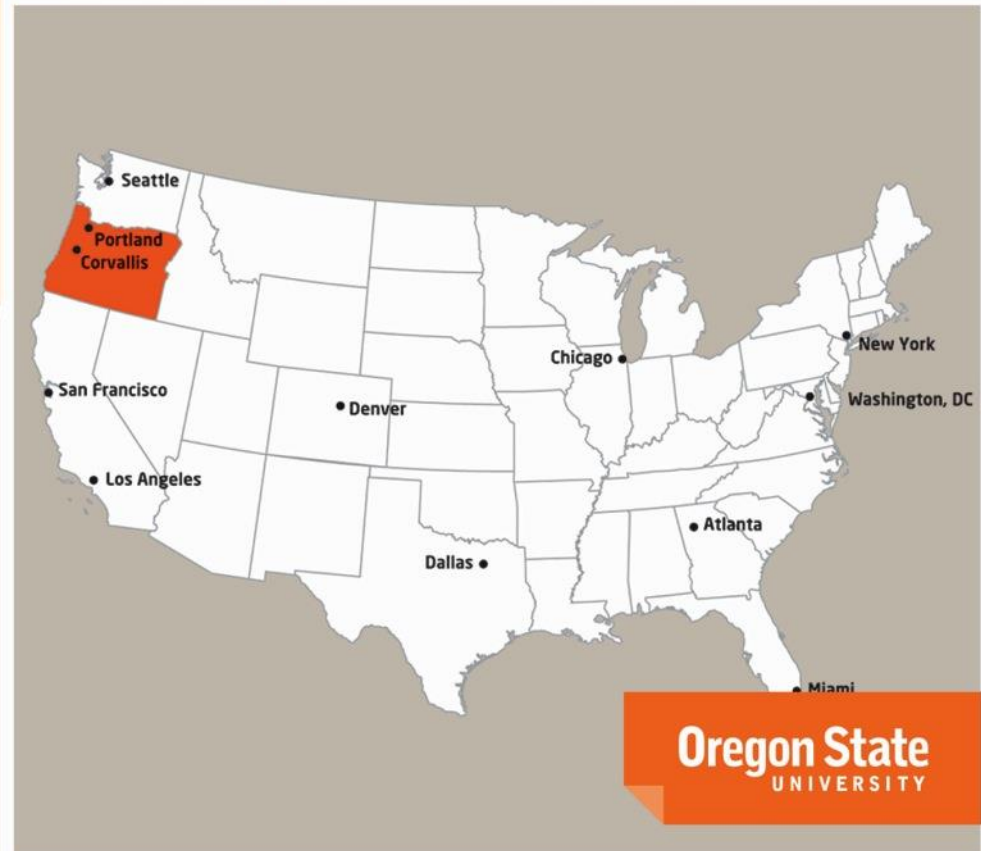 Seattle
Portland
Corvallis
New York
Chicago
San Francisco
Washington, DC
Denver
Los Angeles
Atlanta
Dallas
Miami
Oregon State
UNIVERSITY